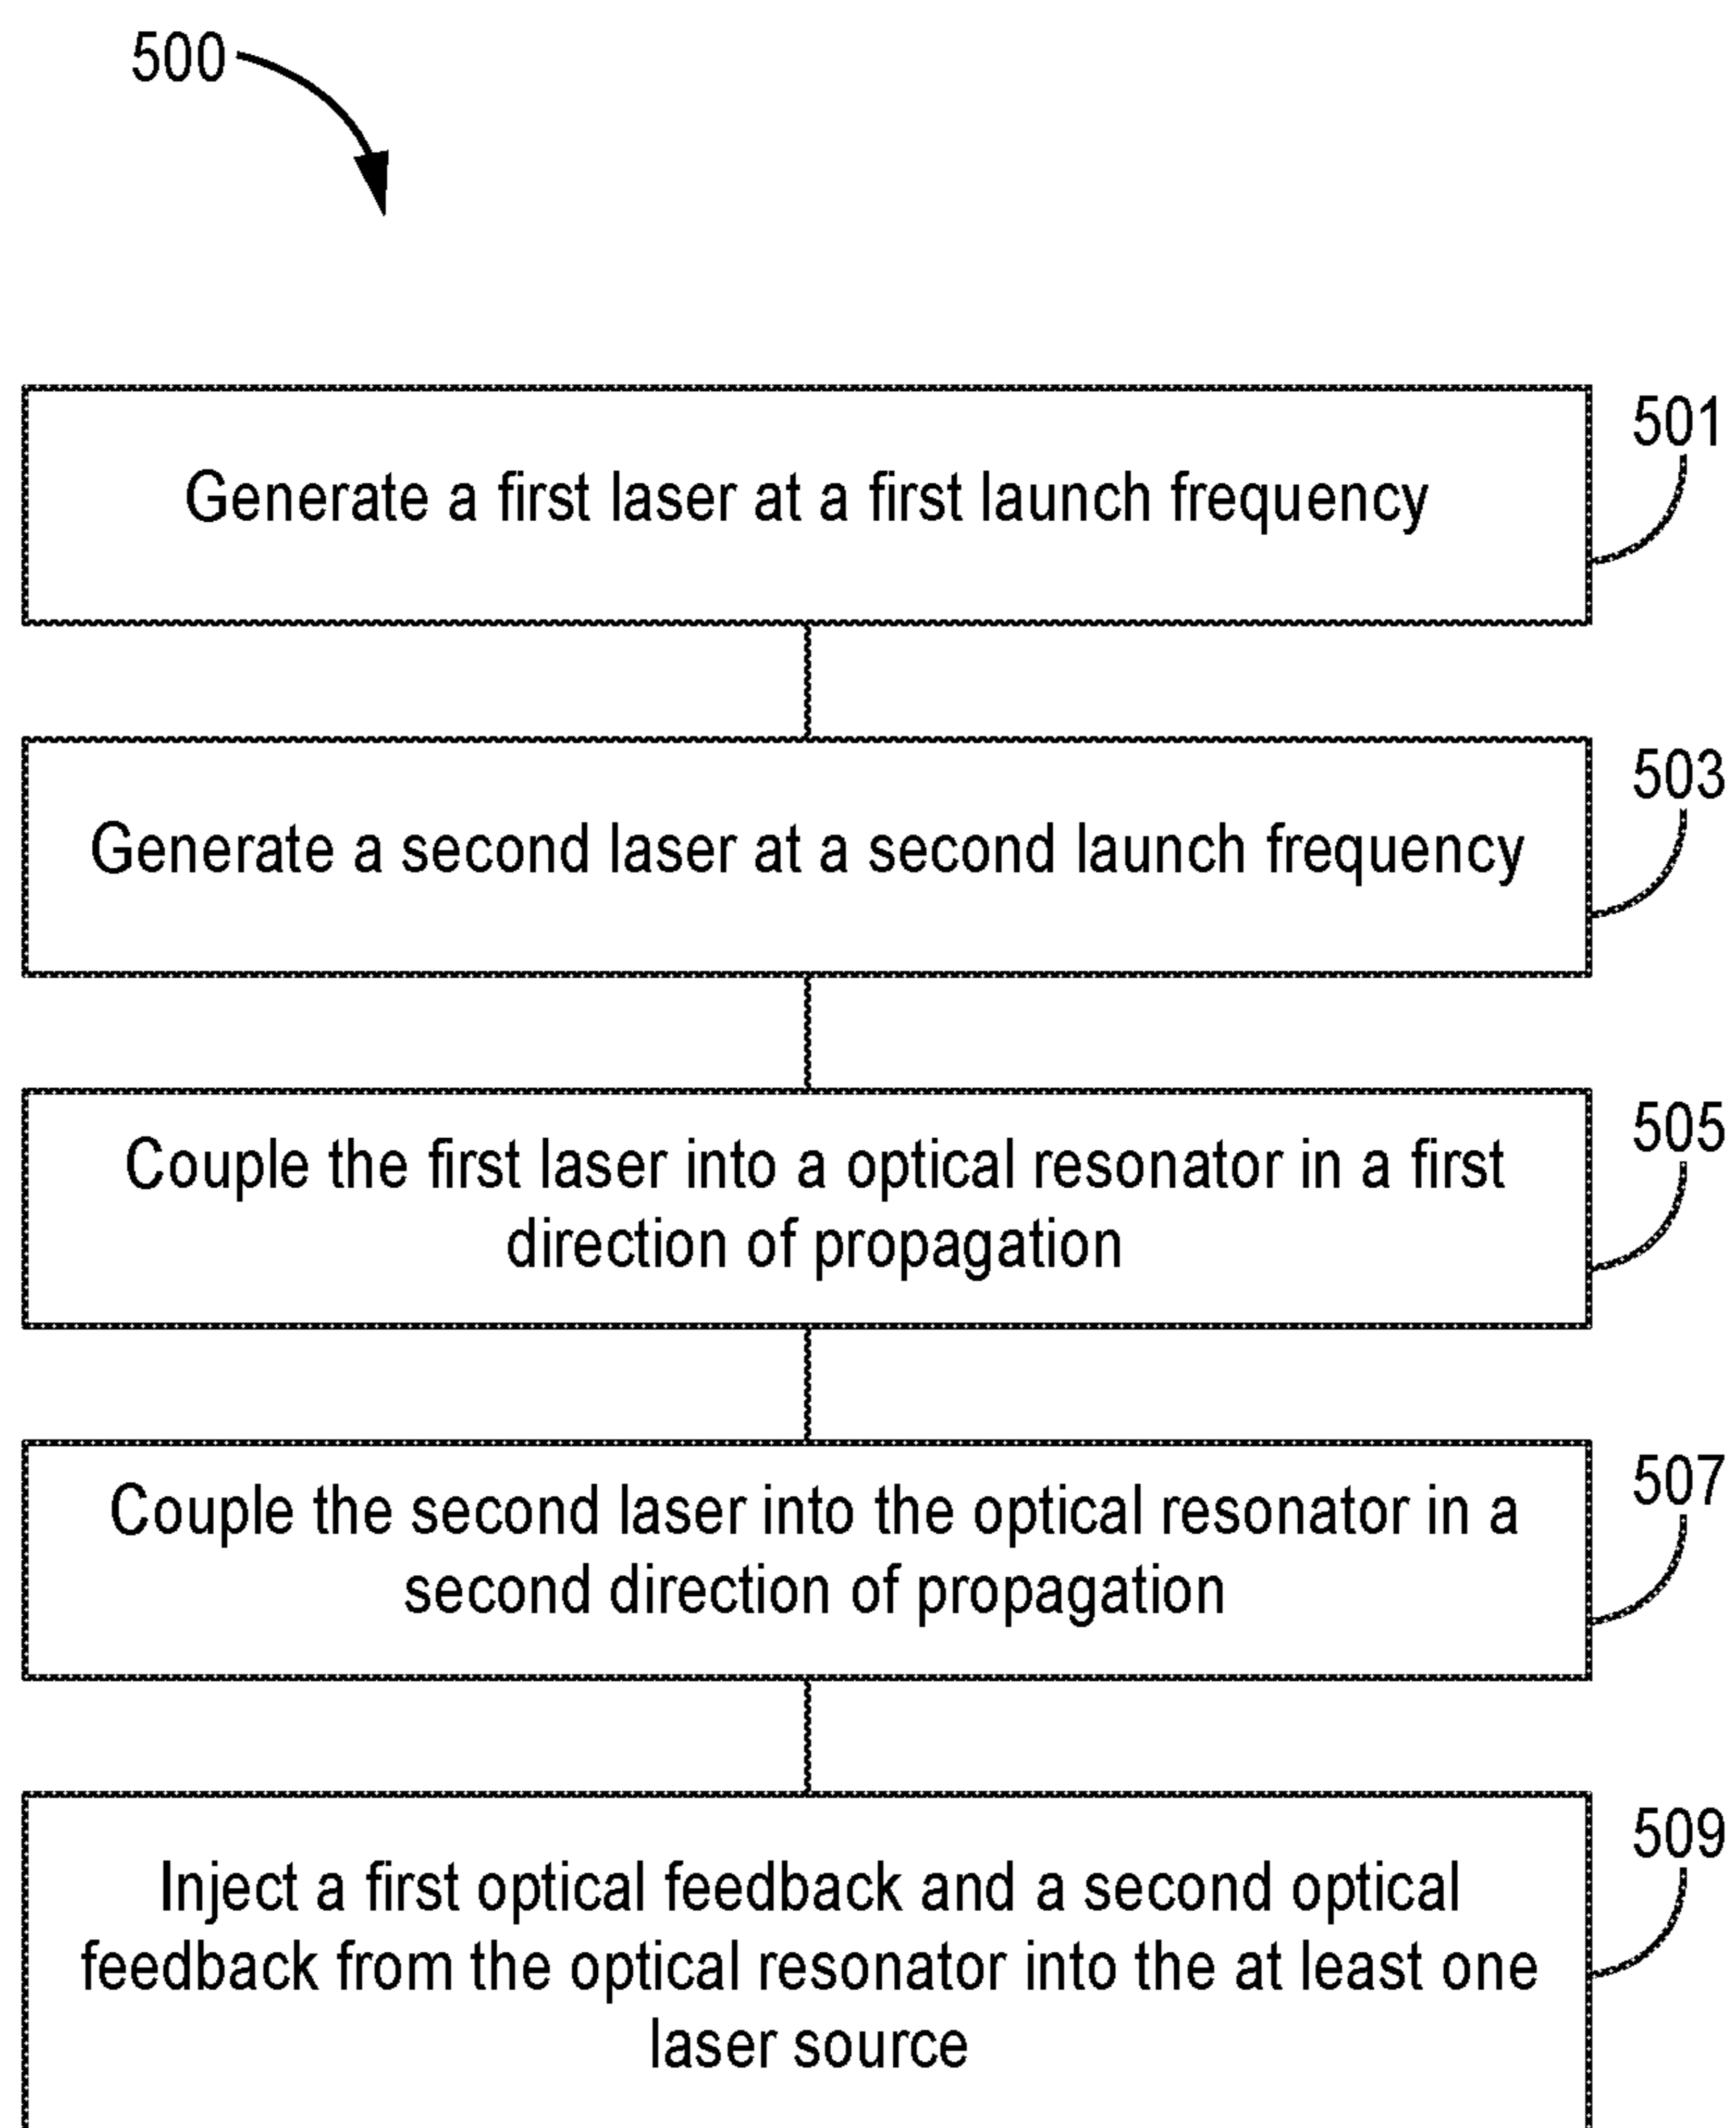 500
501
Generate a first laser at a first launch frequency
503
Generate a second laser at a second launch frequency
505
Couple the first laser into a optical resonator in a first
direction of propagation
507
Couple the second laser into the optical resonator in a
second direction of propagation
509
Inject a first optical feedback and a second optical
feedback from the optical resonator into the at least one
laser source